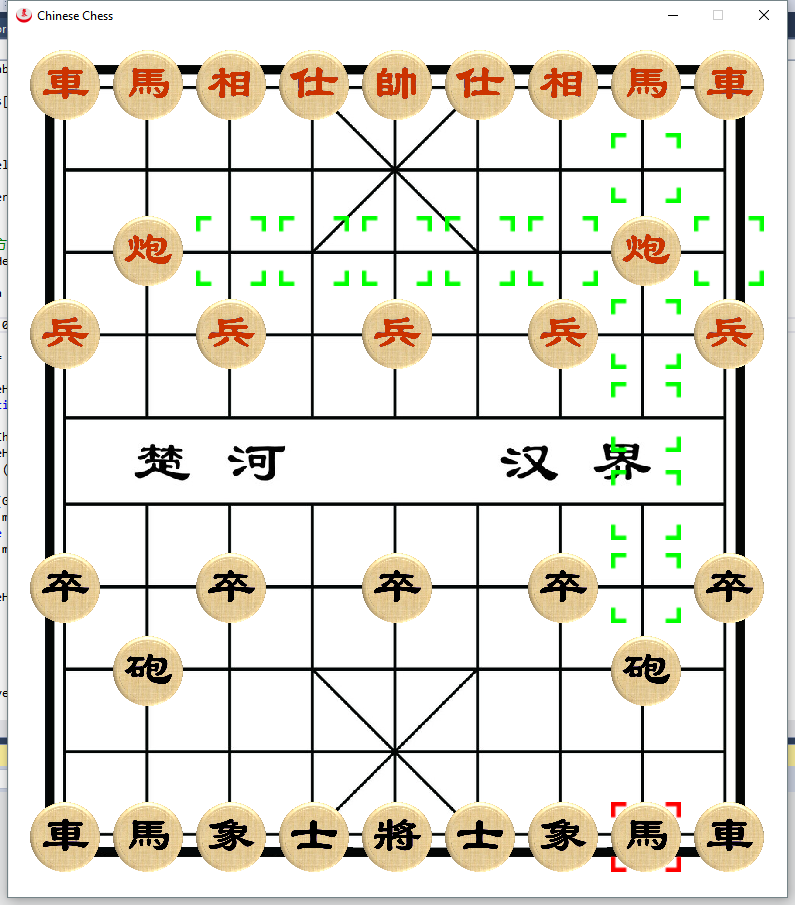 Chinese Chess
車 馬 相 仕 帥 仕 相 馬 車
炮 炮
兵 兵 兵 兵 兵
楚 河 汉 界
卒 卒 卒 卒 卒
砲 砲
車 馬 象 士 將 士 象 馬 車